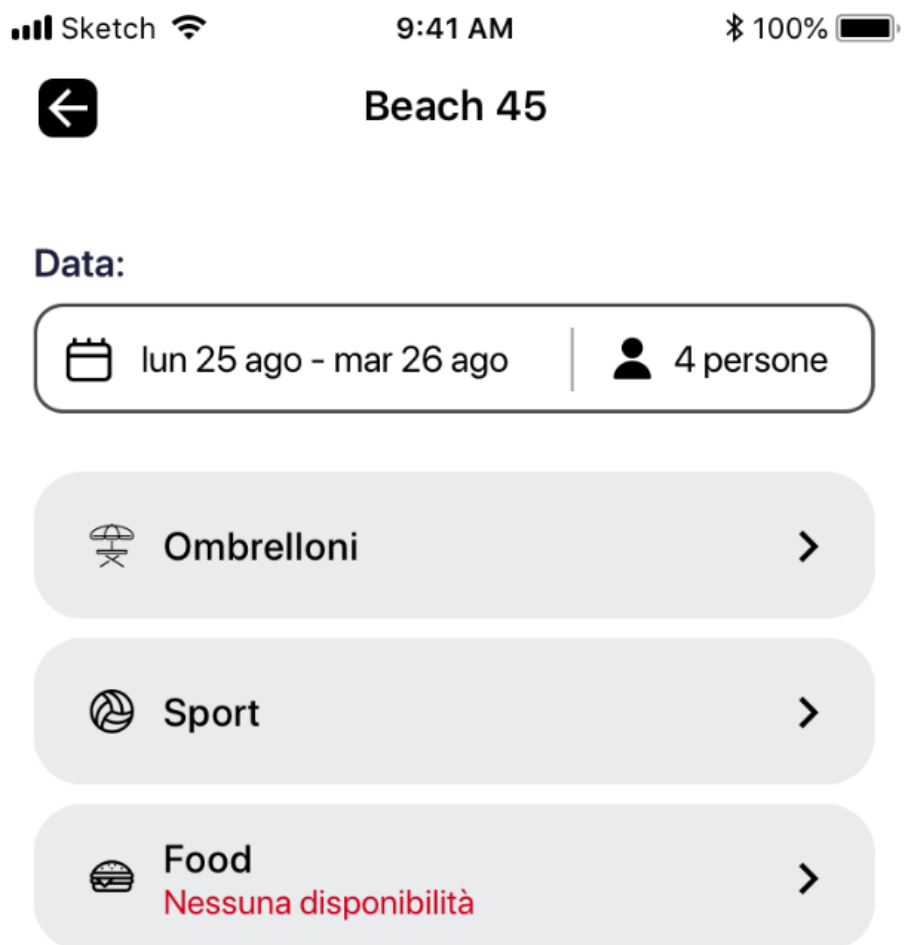 Sketch 9:41 AM 100%
Beach 45
Data:
lun 25 ago - mar 26 ago 4 persone
Ombrelloni
Sport
Food
Nessuna disponibilità